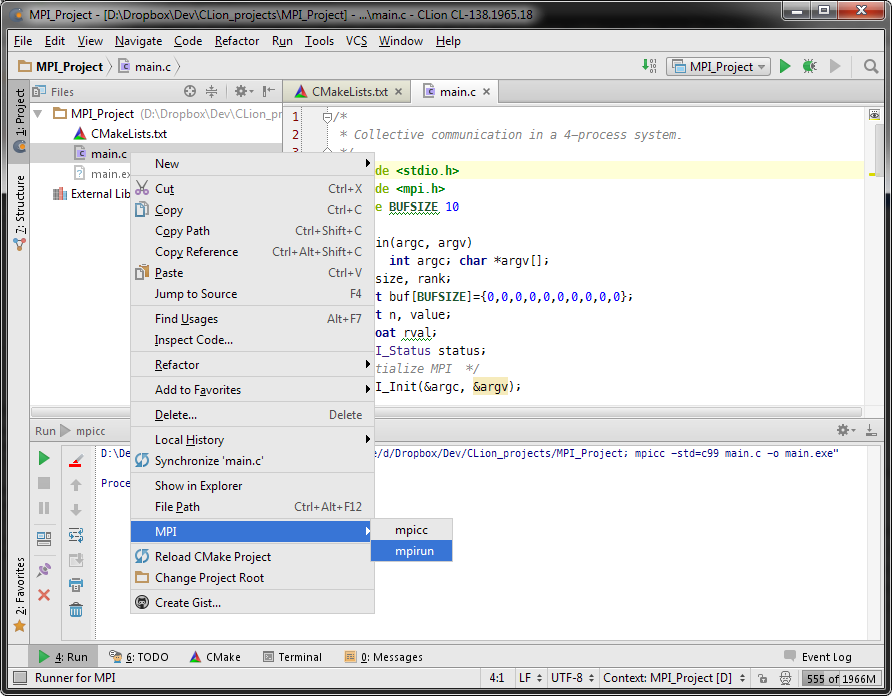 MPI_Project - [D:\Dropbox\Dev\CLion_projects\MPI_Project] - ...\main.c - CLion CL-138.1965.18
File Edit View Navigate Code Refactor Run Tools VCS Window Help
MPI_Project main.c MPI_Project
1: Project
Z: Structure
2: Favorites
Files
MPI_Project (D:\Dropbox\Dev\CLion_pr
CMakeLists.txt
main.c
main.ex
External Lib
CMakeLists.txt main.c
1 /*
2 * Collective communication in a 4-process system.
3 */
de <stdio.h>
de <mpi.h>
e BUFSIZE 10
in(argc, argv)
int argc; char *argv[];
size, rank;
t buf[BUFSIZE]={0,0,0,0,0,0,0,0,0,0};
t n, value;
oat rval;
I_Status status;
tialize MPI */
I_Init(&argc, &argv);
New
Cut Ctrl+X
Copy Ctrl+C
Copy Path Ctrl+Shift+C
Copy Reference Ctrl+Alt+Shift+C
Paste Ctrl+V
Jump to Source F4
Find Usages Alt+F7
Inspect Code...
Refactor
Add to Favorites
Delete... Delete
Local History
Synchronize 'main.c'
Show in Explorer
File Path Ctrl+Alt+F12
MPI
Reload CMake Project
Change Project Root
Create Gist...
mpicc
mpirun
Run mpicc
D:\De e/d/Dropbox/Dev/CLion_projects/MPI_Project; mpicc -std=c99 main.c -o main.exe"
Proce
4: Run 6: TODO CMake Terminal 0: Messages Event Log
Runner for MPI 4:1 LF UTF-8 Context: MPI_Project [D] 555 of 1966M